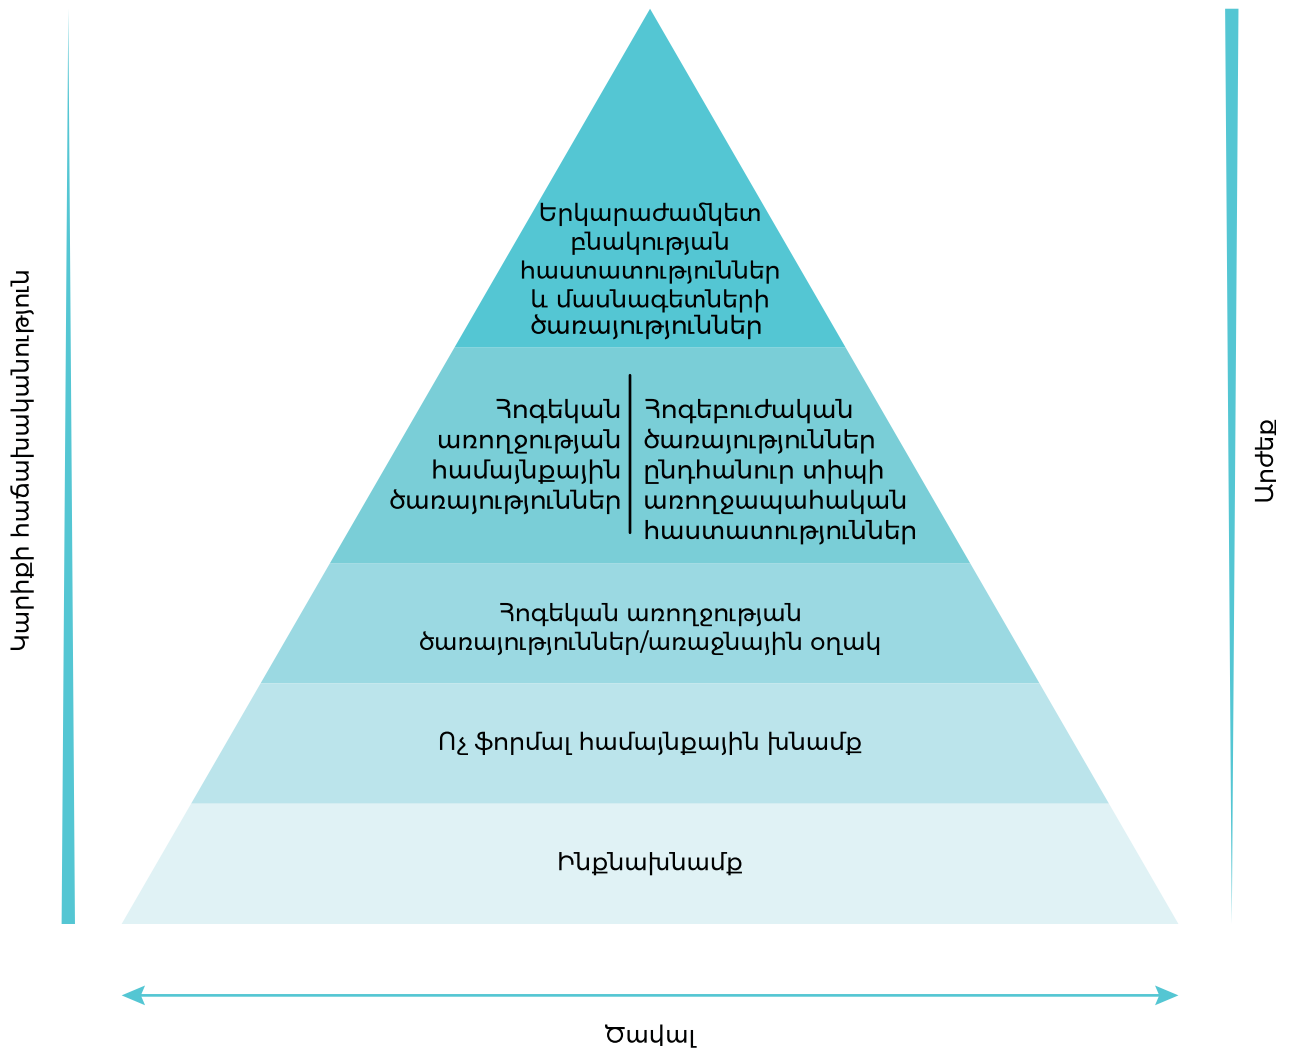 Երկարաժամկետ
բնակության
հաստատություններ
և մասնագետների
ծառայություններ
Հոգեկան
առողջության
համայնքային
ծառայություններ
Հոգեբուժական
ծառայություններ
ընդհանուր տիպի
առողջապահական
հաստատություններ
Հոգեկան առողջության
ծառայություններ/առաջնային օղակ
Ոչ ֆորմալ համայնքային խնամք
Ինքնախնամք
Կարիքի հաճախականություն
Արժեք
Ծավալ